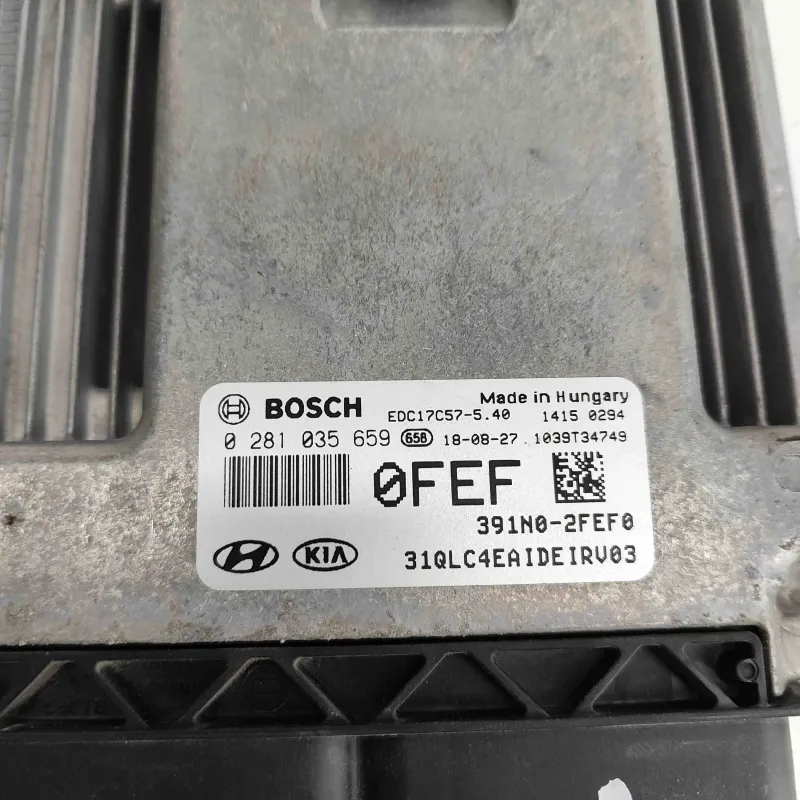 BOSCH EDC17C57-5.40 Made in Hungary 1415 0294
0 281 035 659 658 18-08-27 1039T34749
0FEF
391N0-2FEF0
KIA 31QLC4EAIDEIRV03